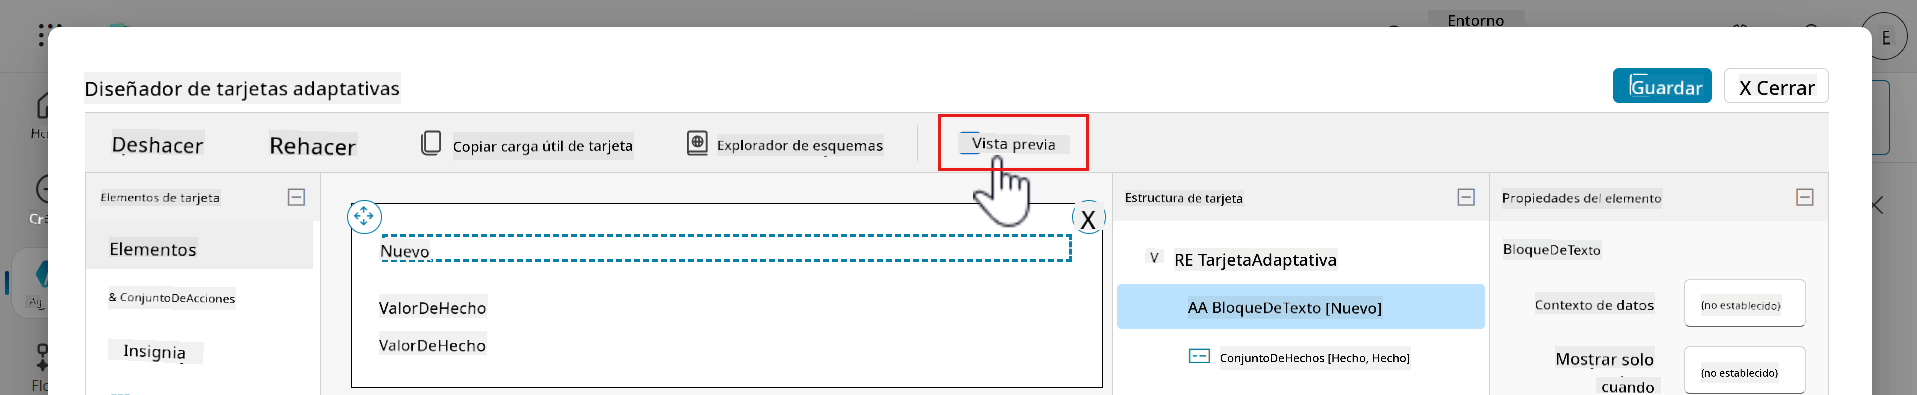 Entorno
E
Diseñador de tarjetas adaptativas
Guardar
X Cerrar
Deshacer
Rehacer
Copiar carga útil de tarjeta
Explorador de esquemas
Vista previa
Elementos de tarjeta
Elementos
& ConjuntoDeAcciones
Insignia
X
Nuevo
ValorDeHecho
ValorDeHecho
Estructura de tarjeta
V RE TarjetaAdaptativa
AA BloqueDeTexto [Nuevo]
ConjuntoDeHechos [Hecho, Hecho]
Propiedades del elemento
BloqueDeTexto
Contexto de datos
(no establecido)
Mostrar solo
cuando
(no establecido)